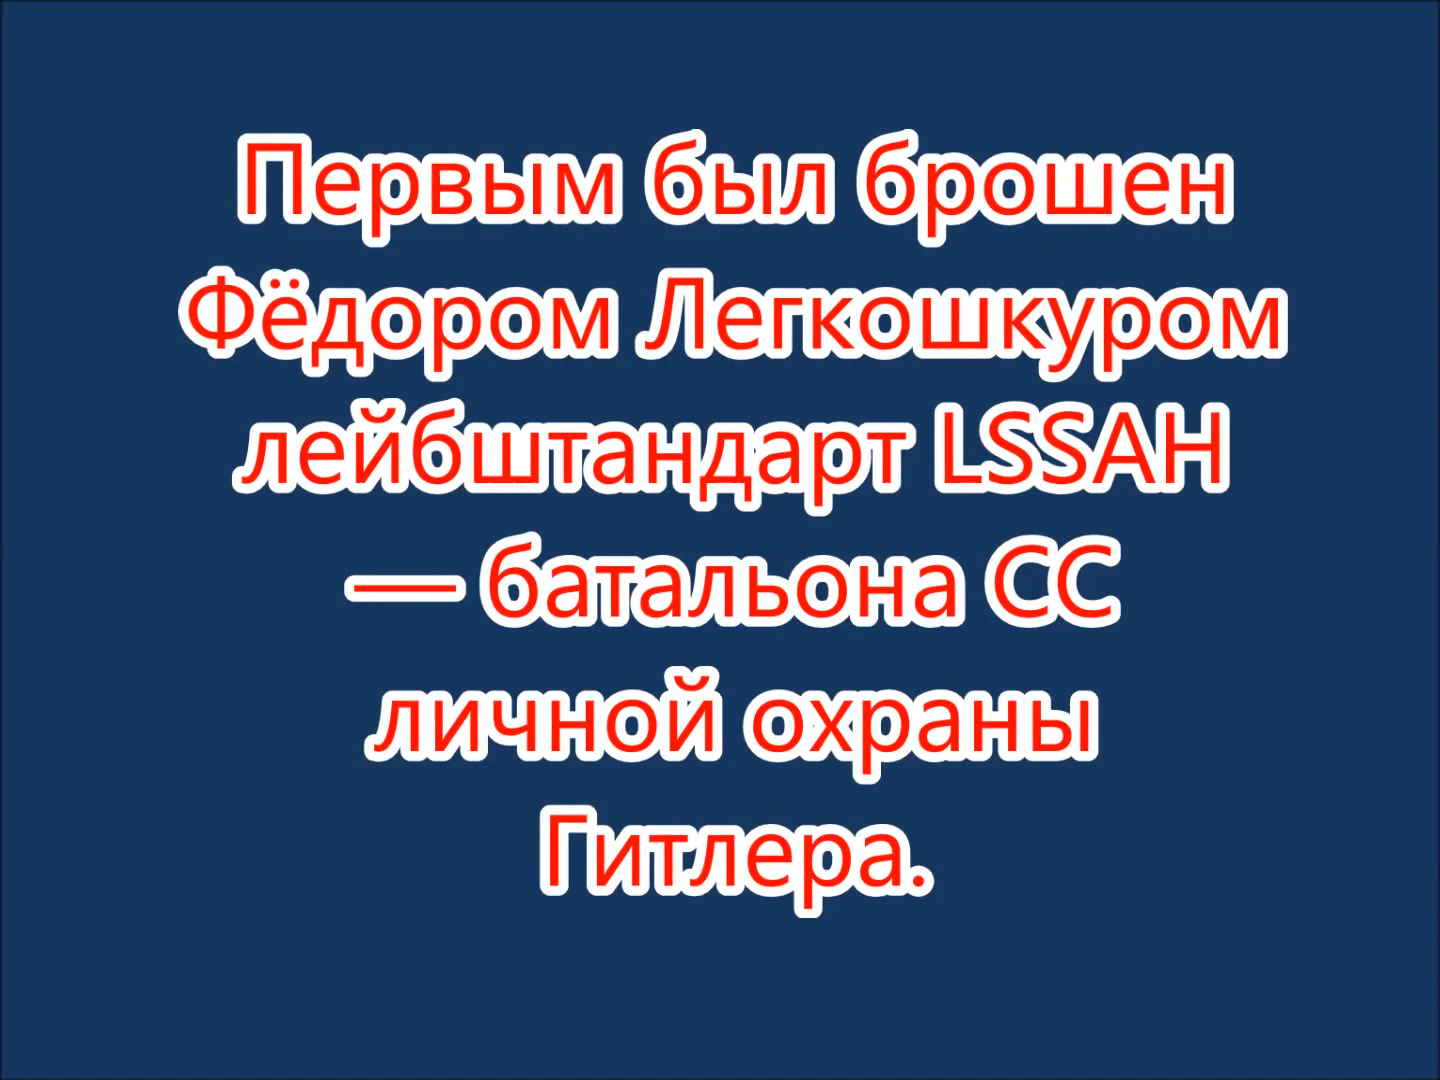 Первым был брошен
Фёдором Легкошкуром
лейбштандарт LSSAH
— батальона СС
личной охраны
Гитлера.